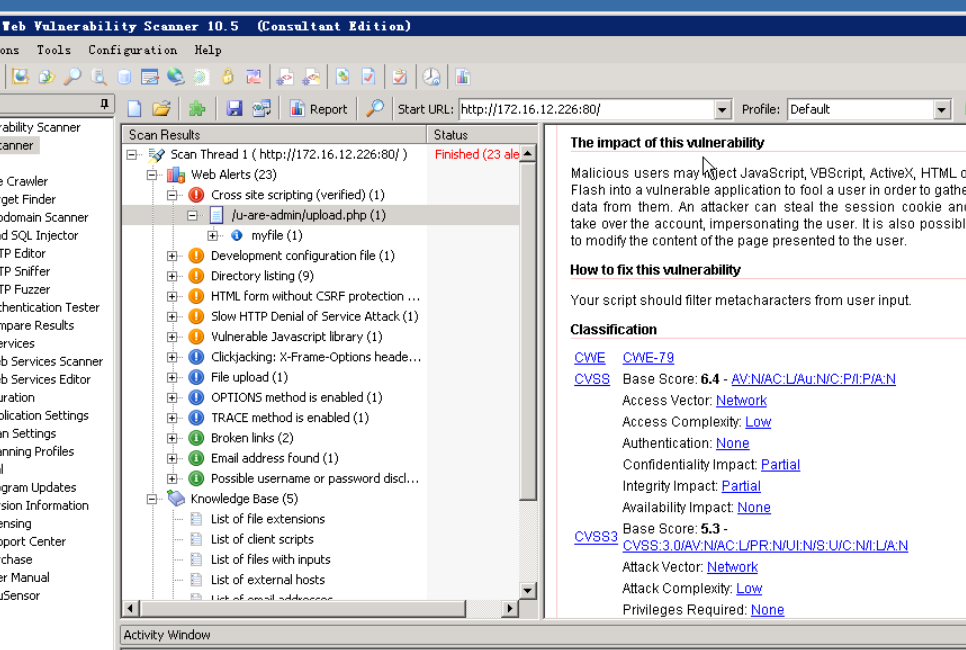 Web Vulnerability Scanner 10.5 (Consultant Edition)
ons Tools Configuration Help
Report Start URL: http://172.16.12.226:80/ Profile: Default
rability Scanner
canner
e Crawler
rget Finder
bdomain Scanner
nd SQL Injector
TP Editor
TP Sniffer
TP Fuzzer
thentication Tester
mpare Results
ervices
eb Services Scanner
eb Services Editor
uration
plication Settings
an Settings
anning Profiles
al
ogram Updates
rsion Information
ensing
pport Center
rchase
er Manual
uSensor
Scan Results Status
Scan Thread 1 ( http://172.16.12.226:80/ ) Finished (23 ale
Web Alerts (23)
Cross site scripting (verified) (1)
/u-are-admin/upload.php (1)
myfile (1)
Development configuration file (1)
Directory listing (9)
HTML form without CSRF protection ...
Slow HTTP Denial of Service Attack (1)
Vulnerable Javascript library (1)
Clickjacking: X-Frame-Options heade...
File upload (1)
OPTIONS method is enabled (1)
TRACE method is enabled (1)
Broken links (2)
Email address found (1)
Possible username or password discl...
Knowledge Base (5)
List of file extensions
List of client scripts
List of files with inputs
List of external hosts
List of email addresses
The impact of this vulnerability
Malicious users may inject JavaScript, VBScript, ActiveX, HTML o
Flash into a vulnerable application to fool a user in order to gathe
data from them. An attacker can steal the session cookie and
take over the account, impersonating the user. It is also possibl
to modify the content of the page presented to the user.
How to fix this vulnerability
Your script should filter metacharacters from user input.
Classification
CWE CWE-79
CVSS Base Score: 6.4 - AV:N/AC:L/Au:N/C:P/I:P/A:N
Access Vector: Network
Access Complexity: Low
Authentication: None
Confidentiality Impact: Partial
Integrity Impact: Partial
Availability Impact: None
CVSS3 Base Score: 5.3 -
CVSS:3.0/AV:N/AC:L/PR:N/UI:N/S:U/C:N/I:L/A:N
Attack Vector: Network
Attack Complexity: Low
Privileges Required: None
Activity Window